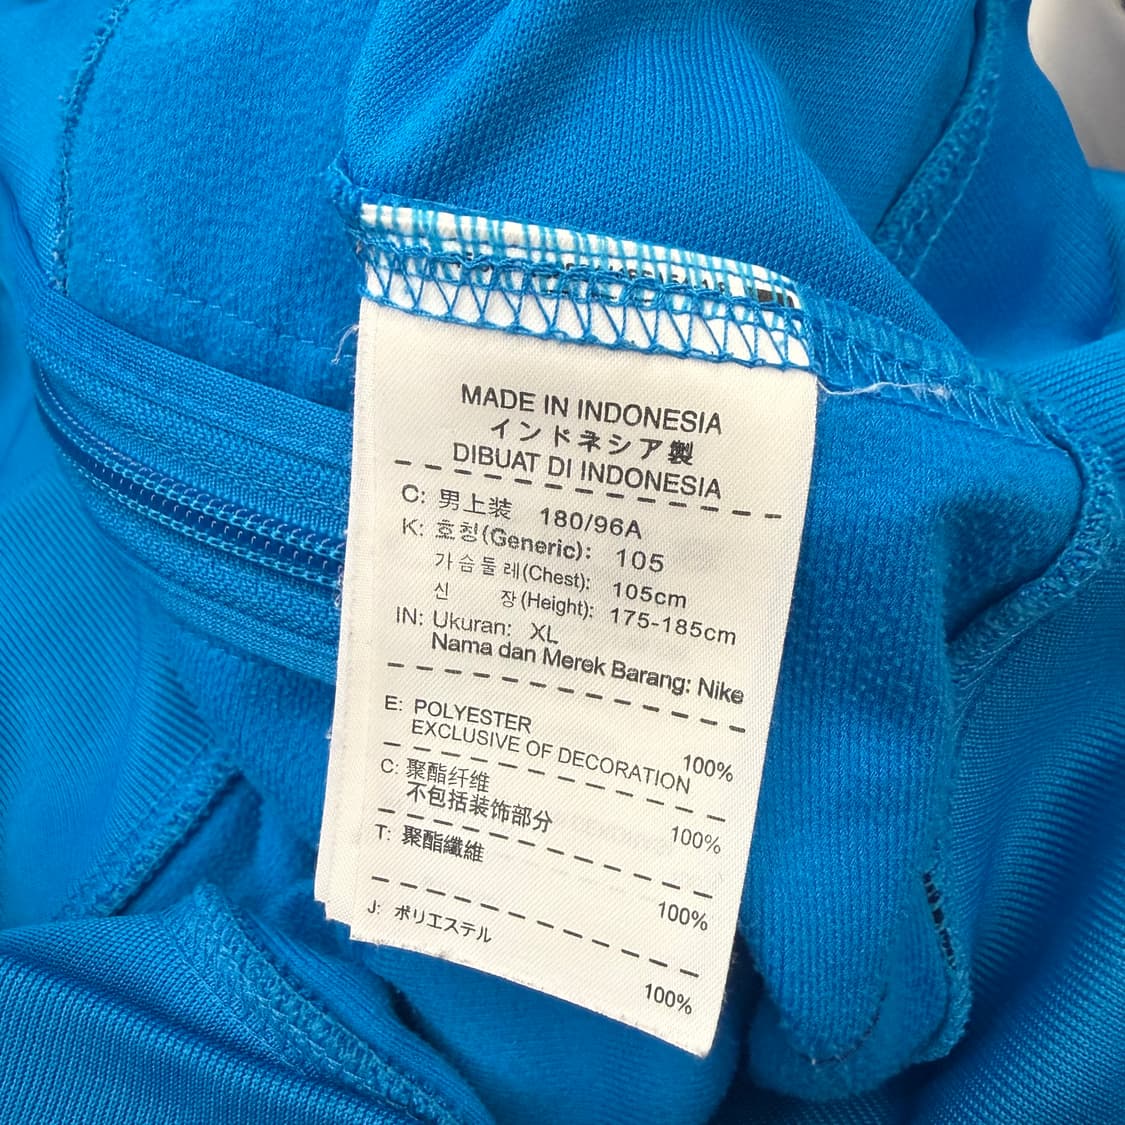 MADE IN INDONESIA
インドネシア製
DIBUAT DI INDONESIA
C: 男上装 180/96A
K: 호칭(Generic): 105
가슴둘레(Chest): 105cm
신 장(Height): 175-185cm
IN: Ukuran: XL
Nama dan Merek Barang: Nike
E: POLYESTER 100%
EXCLUSIVE OF DECORATION
C: 聚酯纤维 100%
不包括装饰部分
T: 聚酯纖維 100%
J: ポリエステル 100%